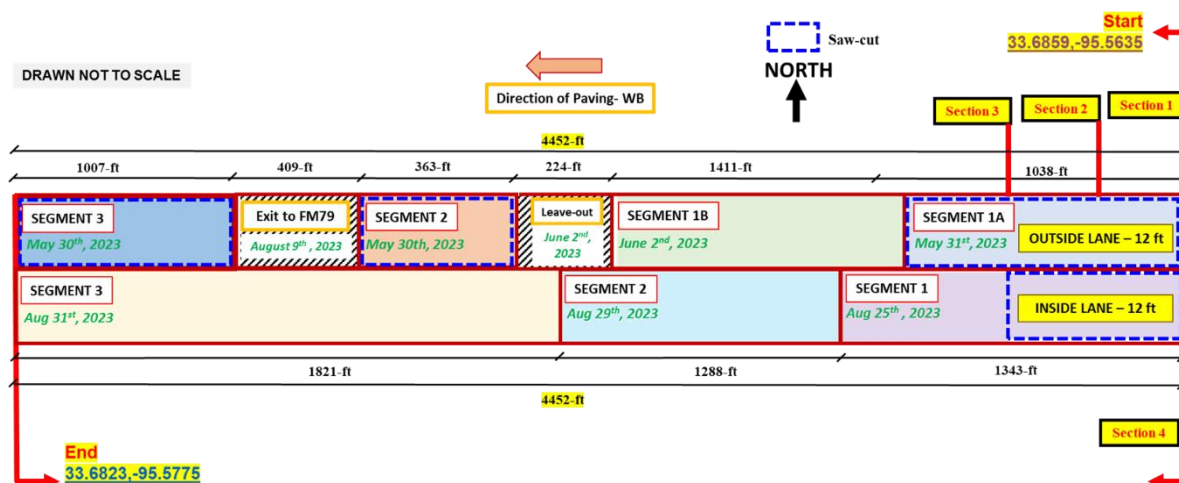 Start
33.6859,-95.5635
Saw-cut
NORTH
DRAWN NOT TO SCALE
Direction of Paving- WB
Section 3
Section 2
Section 1
4452-ft
1007-ft
409-ft
363-ft
224-ft
1411-ft
1038-ft
SEGMENT 3
May 30th, 2023
Exit to FM79
August 9th, 2023
SEGMENT 2
May 30th, 2023
Leave-out
June 2nd,
2023
SEGMENT 1B
June 2nd, 2023
SEGMENT 1A
May 31st, 2023
OUTSIDE LANE – 12 ft
SEGMENT 3
Aug 31st, 2023
SEGMENT 2
Aug 29th, 2023
SEGMENT 1
Aug 25th, 2023
INSIDE LANE – 12 ft
1821-ft
1288-ft
1343-ft
4452-ft
Section 4
End
33.6823,-95.5775